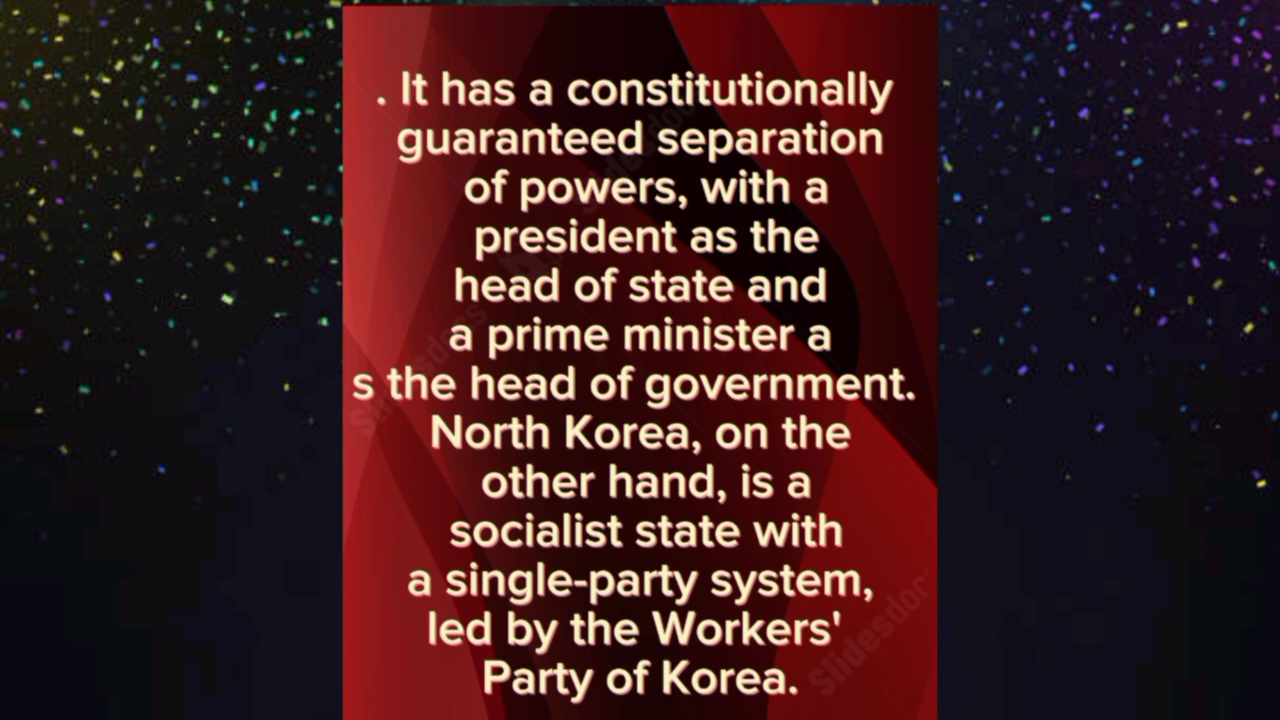 . It has a constitutionally
guaranteed separation
of powers, with a
president as the
head of state and
a prime minister a
s the head of government.
North Korea, on the
other hand, is a
socialist state with
a single-party system,
led by the Workers'
Party of Korea.
Slidesdocs
Slidesdoc